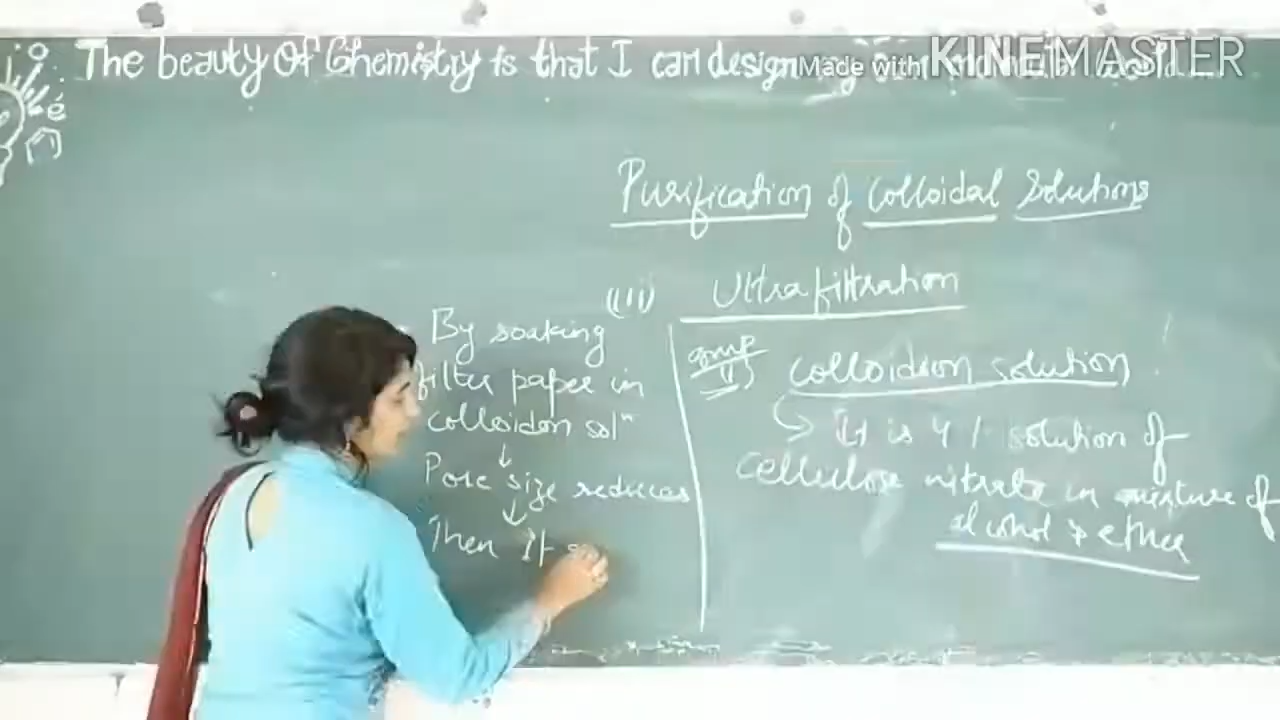 The beauty Of Chemistry is that I can design
Made with KINEMASTER
Purification of Colloidal Solutions
(iii) Ultrafiltration
By soaking
filter paper in
colloidon solⁿ
↓
Pore size reduces
↓
Then It
1) colloideon solution
↳ It is 4 % solution of
cellulose nitrate in mixture of
alcohol & ether